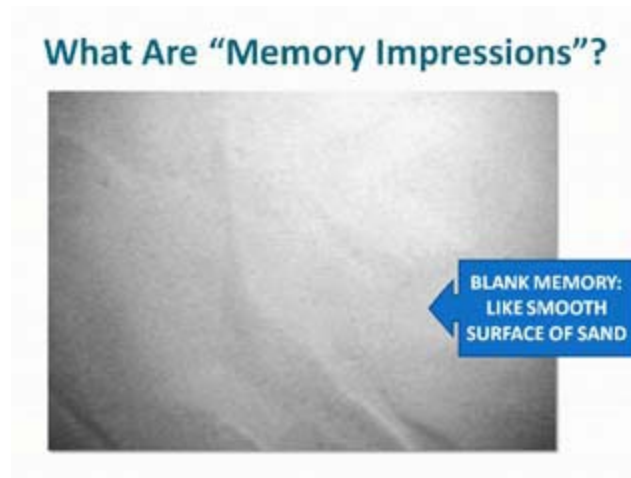 What Are “Memory Impressions”?
BLANK MEMORY:
LIKE SMOOTH
SURFACE OF SAND